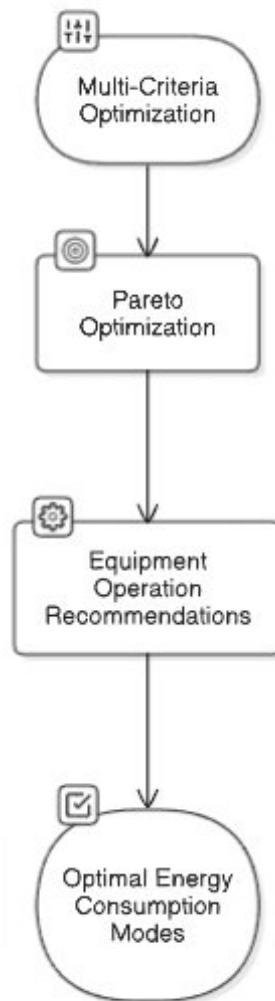 Multi-Criteria
Optimization
Pareto
Optimization
Equipment
Operation
Recommendations
Optimal Energy
Consumption
Modes